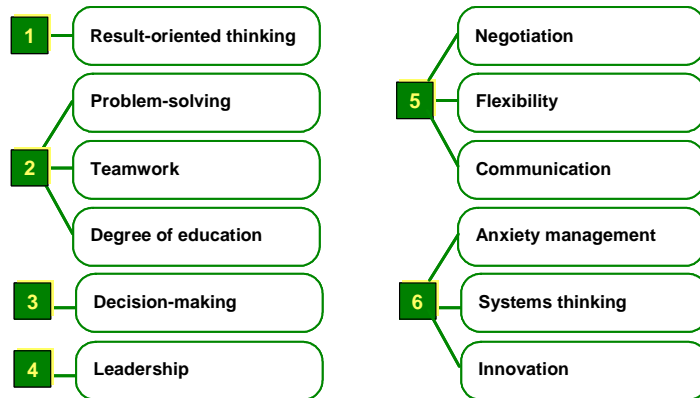 1
Result-oriented thinking
2
Problem-solving
Teamwork
Degree of education
3
Decision-making
4
Leadership
5
Negotiation
Flexibility
Communication
6
Anxiety management
Systems thinking
Innovation